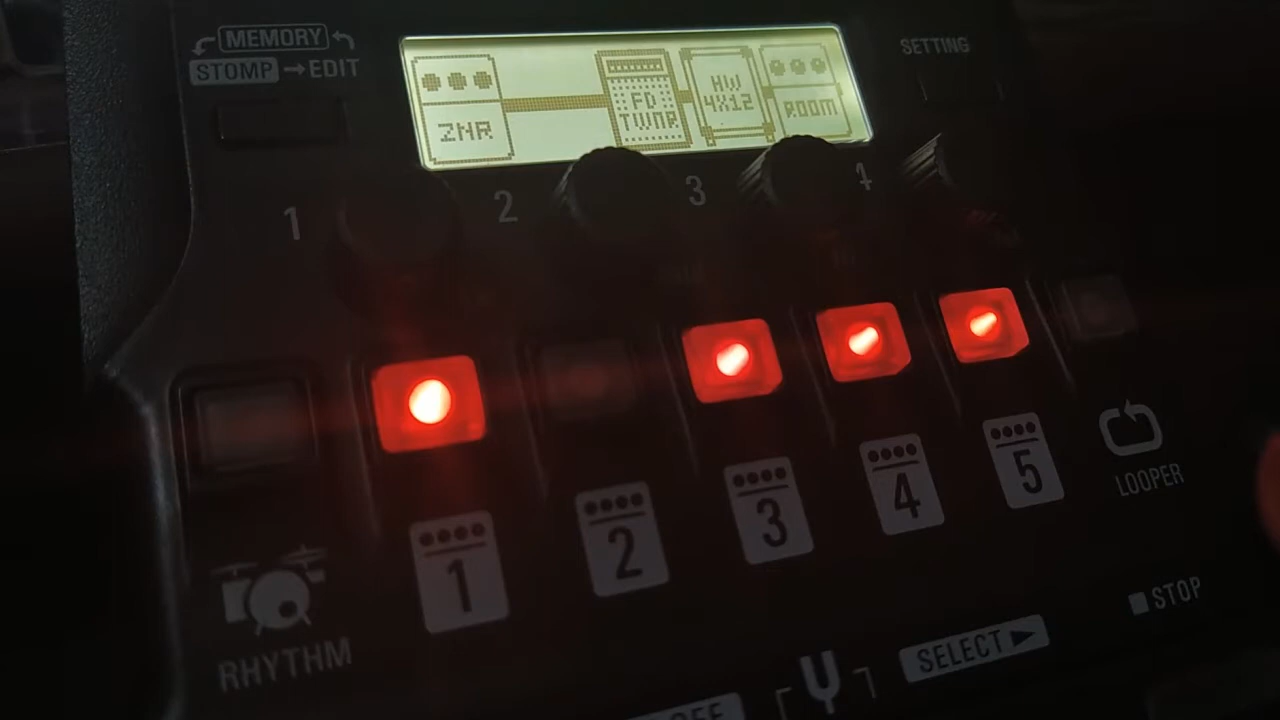 MEMORY
STOMP → EDIT
SETTING
ZNR
FD
TWNR
HW
4X12
ROOM
1 2 3 4
1 2 3 4 5
LOOPER
RHYTHM
STOP
SELECT